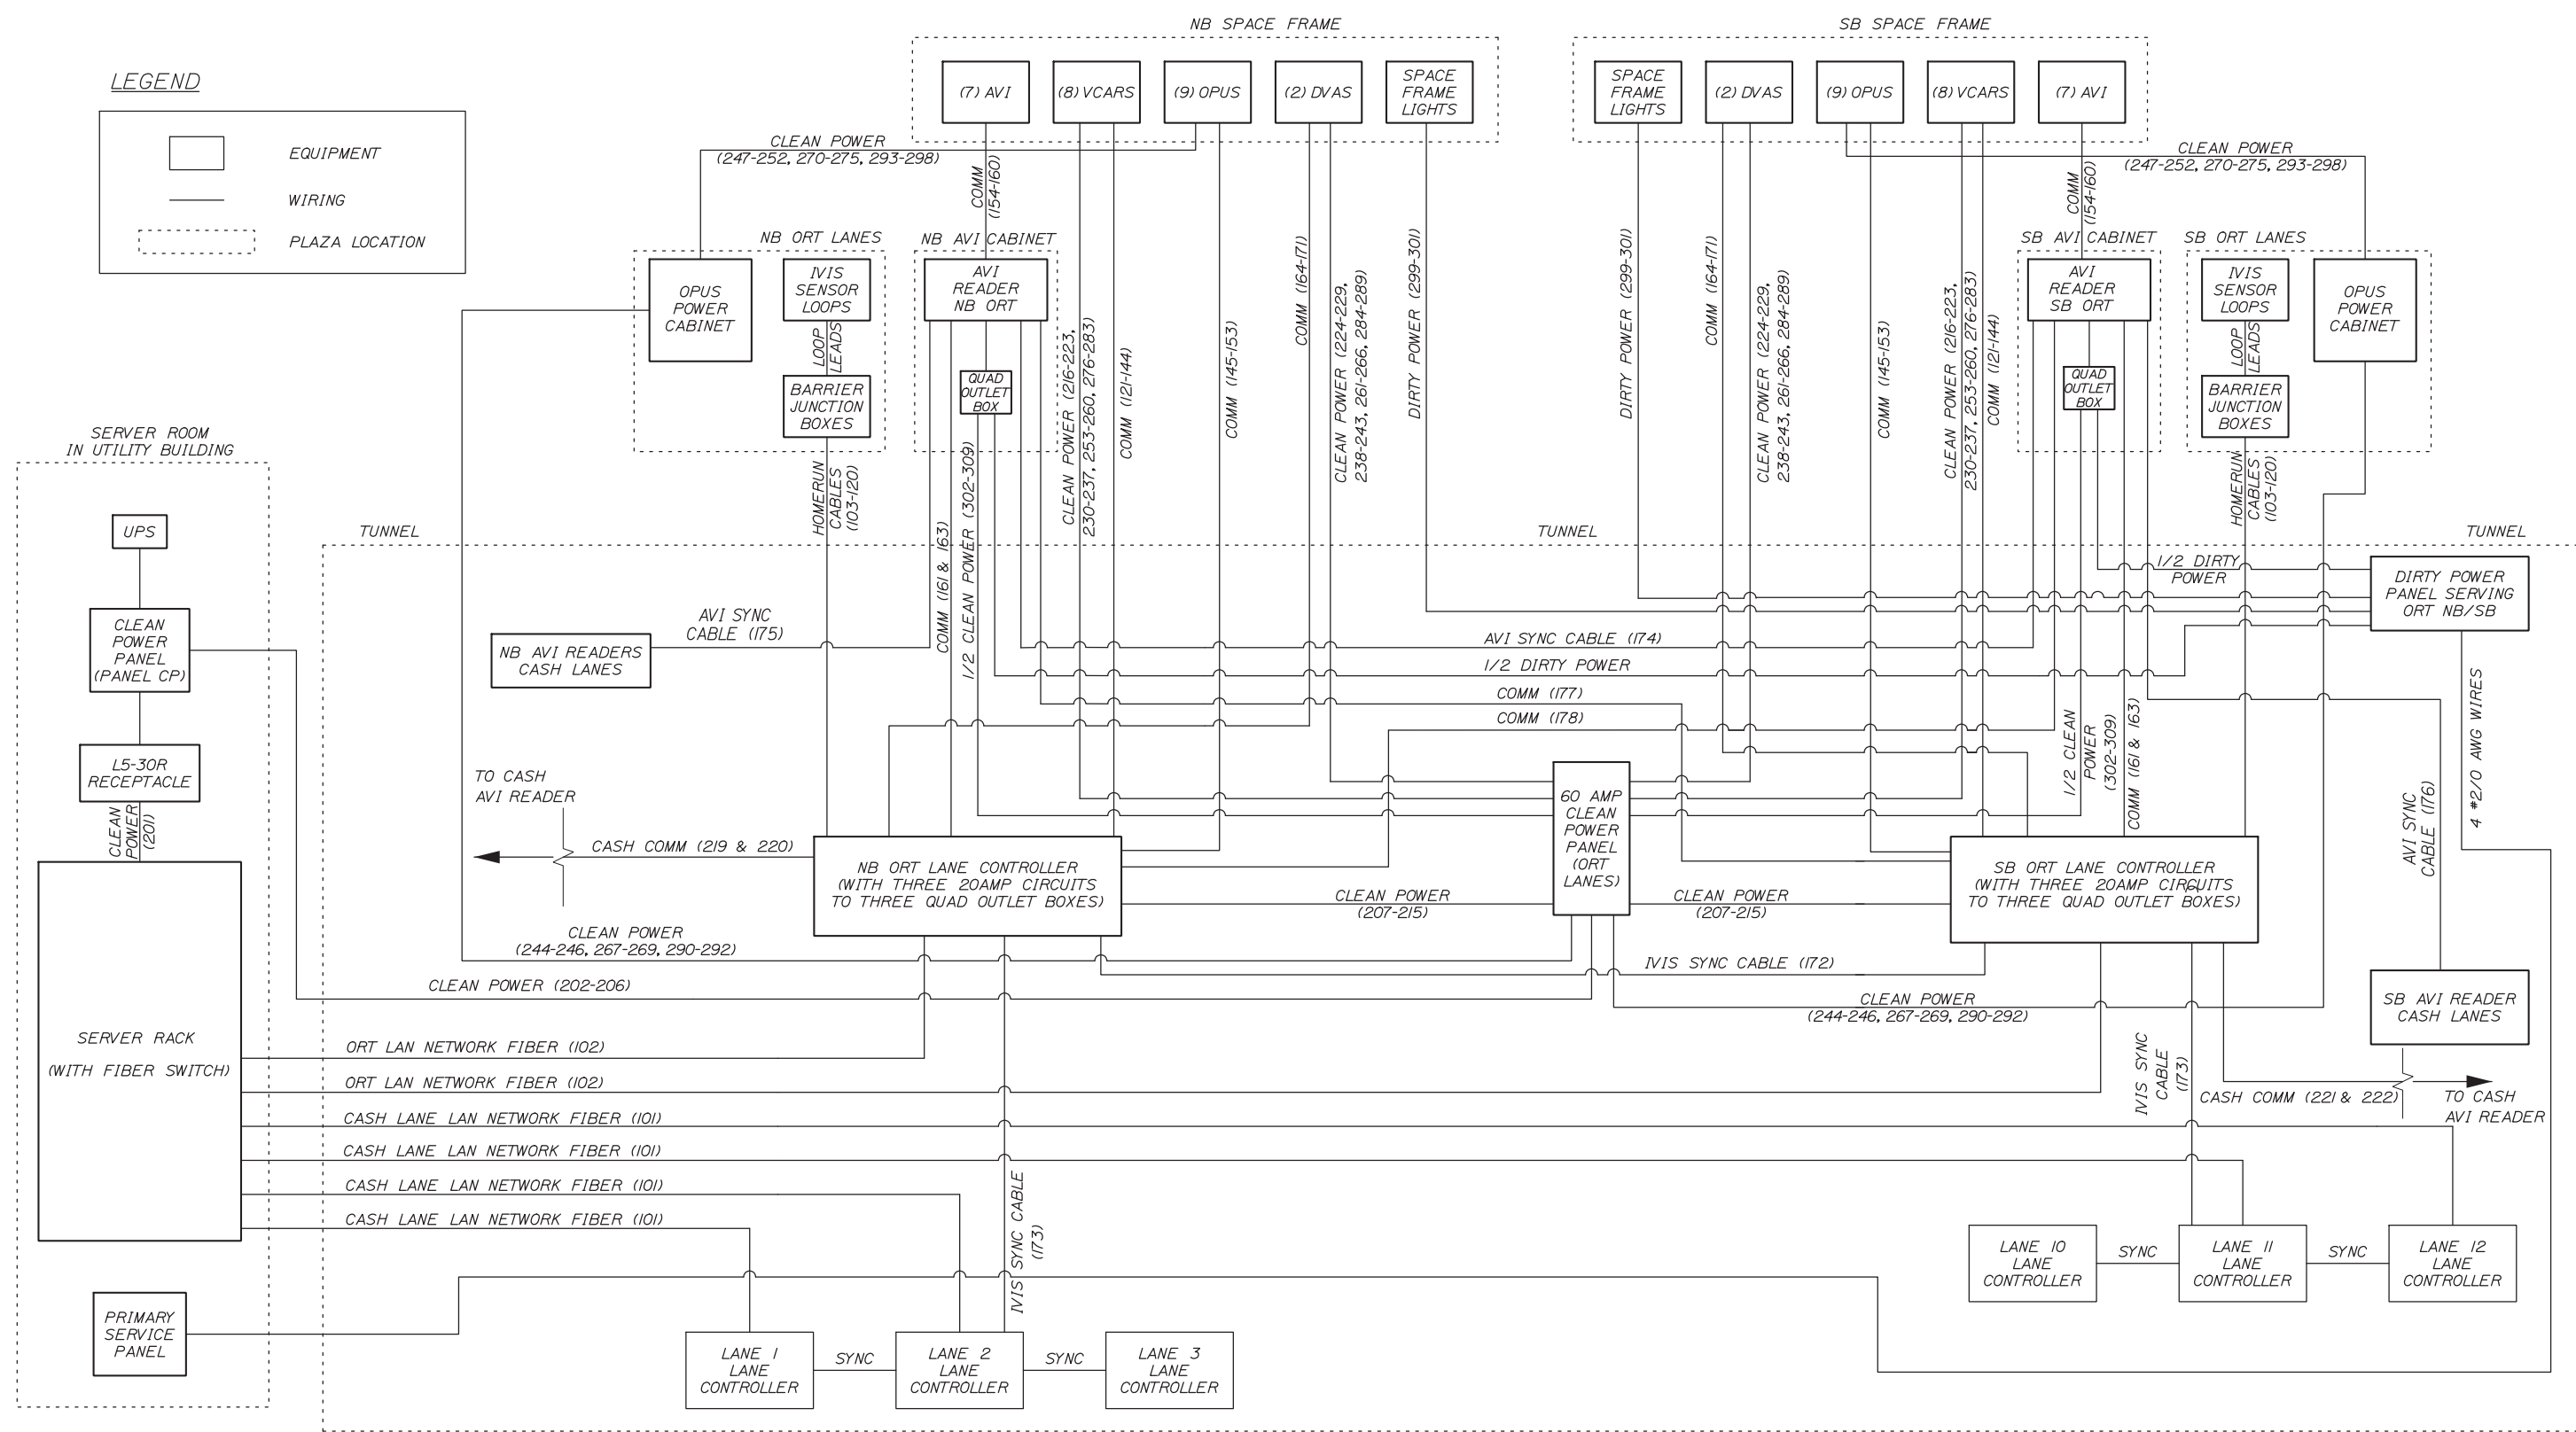 NB SPACE FRAME
SB SPACE FRAME
LEGEND
EQUIPMENT
WIRING
PLAZA LOCATION
(7) AVI
(8) VCARS
(9) OPUS
(2) DVAS
SPACE
FRAME
LIGHTS
SPACE
FRAME
LIGHTS
(2) DVAS
(9) OPUS
(8) VCARS
(7) AVI
CLEAN POWER
(247-252, 270-275, 293-298)
COMM
(154-160)
CLEAN POWER
(247-252, 270-275, 293-298)
COMM
(154-160)
NB ORT LANES
NB AVI CABINET
SB AVI CABINET
SB ORT LANES
OPUS
POWER
CABINET
IVIS
SENSOR
LOOPS
LOOP
LEADS
BARRIER
JUNCTION
BOXES
AVI
READER
NB ORT
QUAD
OUTLET
BOX
AVI
READER
SB ORT
QUAD
OUTLET
BOX
IVIS
SENSOR
LOOPS
LOOP
LEADS
BARRIER
JUNCTION
BOXES
OPUS
POWER
CABINET
HOMERUN
CABLES
(103-120)
COMM (161 & 163)
1/2 CLEAN POWER (302-309)
CLEAN POWER (216-223,
230-237, 253-260, 276-283)
COMM (121-144)
COMM (145-153)
COMM (164-171)
CLEAN POWER (224-229,
238-243, 261-266, 284-289)
DIRTY POWER (299-301)
DIRTY POWER (299-301)
COMM (164-171)
CLEAN POWER (224-229,
238-243, 261-266, 284-289)
COMM (145-153)
CLEAN POWER (216-223,
230-237, 253-260, 276-283)
COMM (121-144)
HOMERUN
CABLES
(103-120)
SERVER ROOM
IN UTILITY BUILDING
TUNNEL
TUNNEL
TUNNEL
UPS
CLEAN
POWER
PANEL
(PANEL CP)
L5-30R
RECEPTACLE
CLEAN
POWER
(201)
SERVER RACK
(WITH FIBER SWITCH)
PRIMARY
SERVICE
PANEL
1/2 DIRTY
POWER
DIRTY POWER
PANEL SERVING
ORT NB/SB
NB AVI READERS
CASH LANES
AVI SYNC
CABLE (175)
AVI SYNC CABLE (174)
1/2 DIRTY POWER
COMM (177)
COMM (178)
1/2 CLEAN
POWER
(302-309)
COMM (161 & 163)
AVI SYNC
CABLE (176)
4 #2/0 AWG WIRES
TO CASH
AVI READER
CASH COMM (219 & 220)
NB ORT LANE CONTROLLER
(WITH THREE 20AMP CIRCUITS
TO THREE QUAD OUTLET BOXES)
60 AMP
CLEAN
POWER
PANEL
(ORT
LANES)
SB ORT LANE CONTROLLER
(WITH THREE 20AMP CIRCUITS
TO THREE QUAD OUTLET BOXES)
CLEAN POWER
(207-215)
CLEAN POWER
(207-215)
CLEAN POWER
(244-246, 267-269, 290-292)
IVIS SYNC CABLE (172)
CLEAN POWER (202-206)
CLEAN POWER
(244-246, 267-269, 290-292)
SB AVI READER
CASH LANES
ORT LAN NETWORK FIBER (102)
ORT LAN NETWORK FIBER (102)
CASH LANE LAN NETWORK FIBER (101)
CASH LANE LAN NETWORK FIBER (101)
CASH LANE LAN NETWORK FIBER (101)
CASH LANE LAN NETWORK FIBER (101)
IVIS SYNC
CABLE
(173)
CASH COMM (221 & 222)
TO CASH
AVI READER
IVIS SYNC CABLE
(173)
LANE 10
LANE
CONTROLLER
SYNC
LANE 11
LANE
CONTROLLER
SYNC
LANE 12
LANE
CONTROLLER
LANE 1
LANE
CONTROLLER
SYNC
LANE 2
LANE
CONTROLLER
SYNC
LANE 3
LANE
CONTROLLER